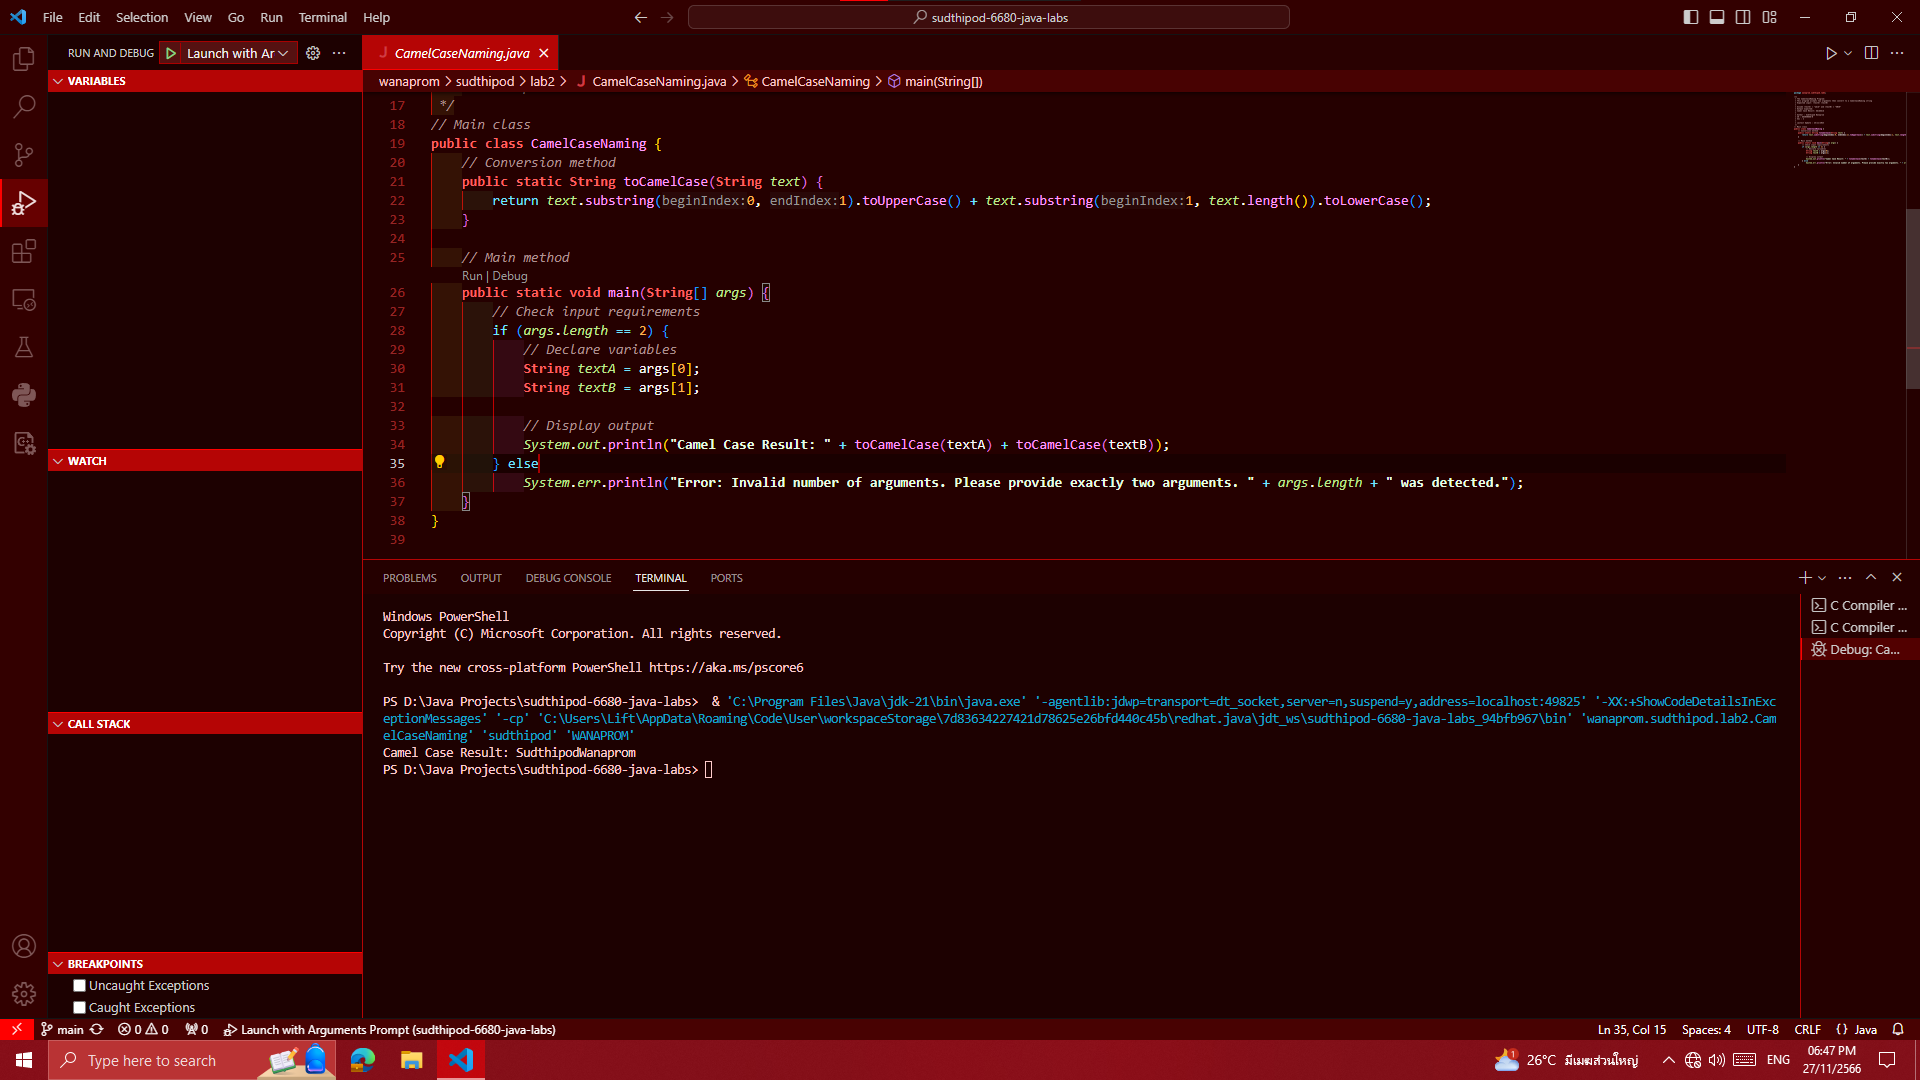 File Edit Selection View Go Run Terminal Help
sudthipod-6680-java-labs
RUN AND DEBUG
Launch with Ar
CamelCaseNaming.java
VARIABLES
wanaprom > sudthipod > lab2 > J CamelCaseNaming.java > CamelCaseNaming > main(String[])
17 */
18 // Main class
19 public class CamelCaseNaming {
20 // Conversion method
21 public static String toCamelCase(String text) {
22 return text.substring(beginIndex:0, endIndex:1).toUpperCase() + text.substring(beginIndex:1, text.length()).toLowerCase();
23 }
24
25 // Main method
Run | Debug
26 public static void main(String[] args) {
27 // Check input requirements
28 if (args.length == 2) {
29 // Declare variables
30 String textA = args[0];
31 String textB = args[1];
32
33 // Display output
34 System.out.println("Camel Case Result: " + toCamelCase(textA) + toCamelCase(textB));
35 } else
36 System.err.println("Error: Invalid number of arguments. Please provide exactly two arguments. " + args.length + " was detected.");
37 }
38 }
39
WATCH
CALL STACK
BREAKPOINTS
Uncaught Exceptions
Caught Exceptions
PROBLEMS OUTPUT DEBUG CONSOLE TERMINAL PORTS
C Compiler ...
C Compiler ...
Debug: Ca...
Windows PowerShell
Copyright (C) Microsoft Corporation. All rights reserved.
Try the new cross-platform PowerShell https://aka.ms/pscore6
PS D:\Java Projects\sudthipod-6680-java-labs>  & 'C:\Program Files\Java\jdk-21\bin\java.exe' '-agentlib:jdwp=transport=dt_socket,server=n,suspend=y,address=localhost:49825' '-XX:+ShowCodeDetailsInExc
eptionMessages' '-cp' 'C:\Users\Lift\AppData\Roaming\Code\User\workspaceStorage\7d83634227421d78625e26bfd440c45b\redhat.java\jdt_ws\sudthipod-6680-java-labs_94bfb967\bin' 'wanaprom.sudthipod.lab2.Cam
elCaseNaming' 'sudthipod' 'WANAPROM'
Camel Case Result: SudthipodWanaprom
PS D:\Java Projects\sudthipod-6680-java-labs>
main 0 0 0 Launch with Arguments Prompt (sudthipod-6680-java-labs)
Ln 35, Col 15 Spaces: 4 UTF-8 CRLF {} Java
Type here to search
1 26°C มีเมฆส่วนใหญ่ ENG
06:47 PM
27/11/2566